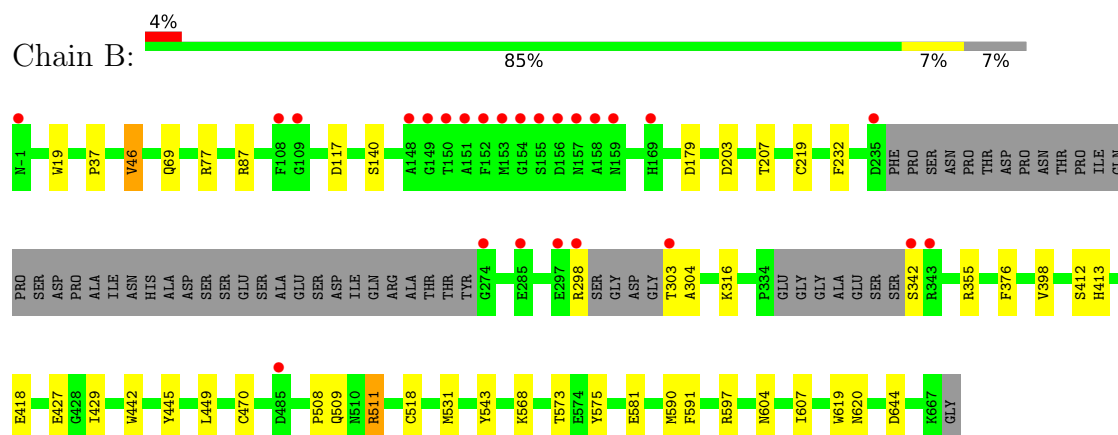 4%
Chain B:
85% 7% 7%
N-1 W19 P37 V46 Q69 R77 R87 F108 G109 D117 S140 A148 G149 T150 A151 F152 M153 G154 S155 D156 N157 A158 N159 H169 D179 D203 T207 C219 F232 D235 PHE PRO SER ASN PRO THR ASP PRO ASN THR PRO ILE GLN
PRO SER ASP PRO ALA ILE ASN HIS ALA ASP SER SER GLU SER ALA GLU SER ASP ILE GLN ARG ALA THR THR TYR G274 E285 E297 R298 SER GLY ASP GLY T303 A304 K316 P334 GLU GLY GLY ALA GLU SER SER S342 R343 R355 F376 V398 S412 H413
E418 E427 G428 I429 W442 Y445 L449 C470 D485 P508 Q509 N510 R511 C518 M531 Y543 K568 T573 E574 Y575 E581 M590 F591 R597 N604 I607 W619 N620 D644 K667 GLY